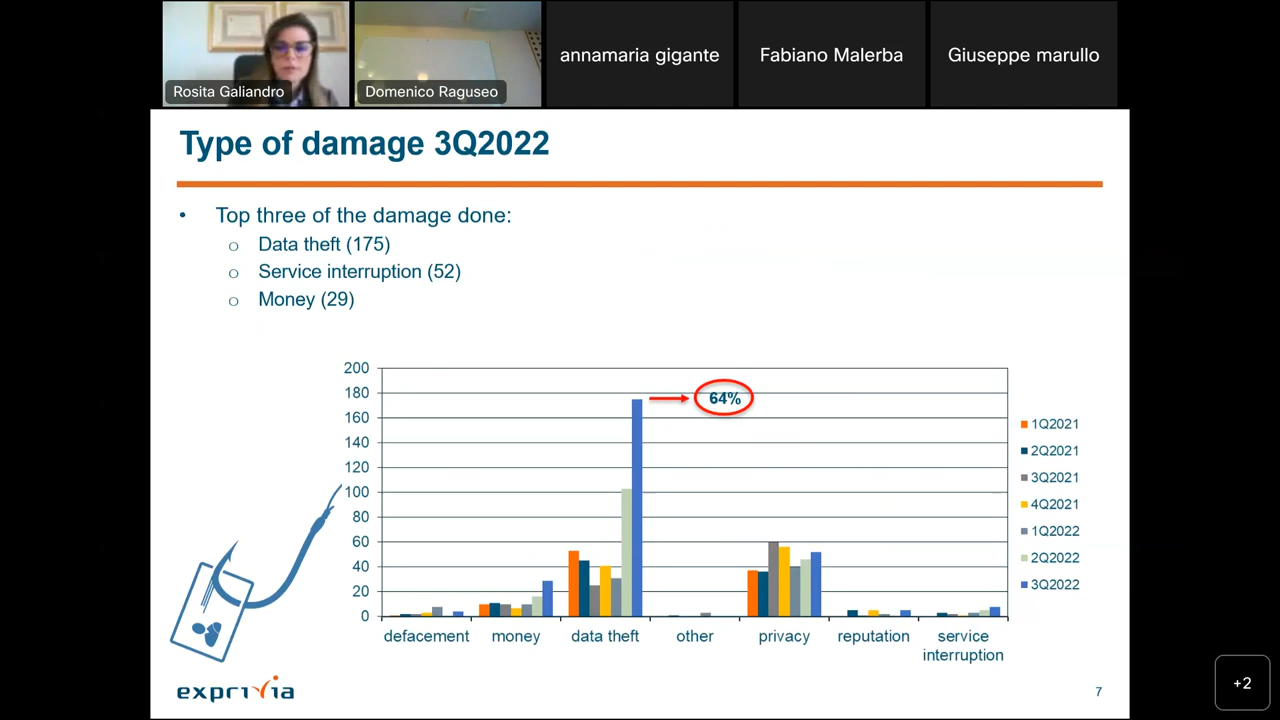 annamaria gigante
Fabiano Malerba
Giuseppe marullo
Rosita Galiandro
Domenico Raguseo
Type of damage 3Q2022
• Top three of the damage done:
o Data theft (175)
o Service interruption (52)
o Money (29)
200
180
160
140
120
100
80
60
40
20
0
64%
defacement
money
data theft
other
privacy
reputation
service
interruption
1Q2021
2Q2021
3Q2021
4Q2021
1Q2022
2Q2022
3Q2022
exprivia
7
+2